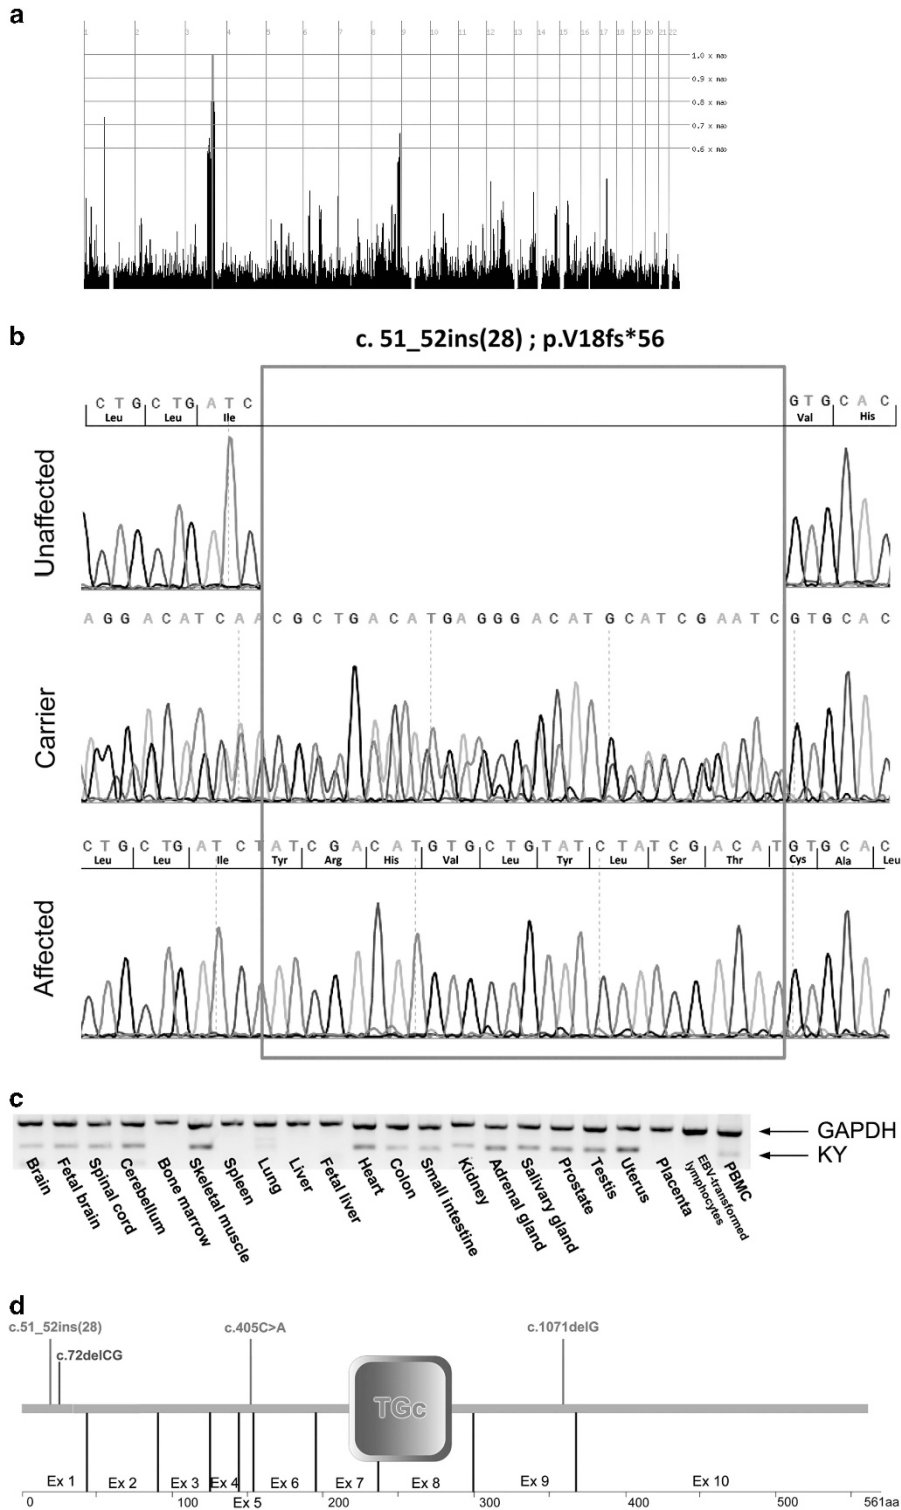 a
1 2 3 4 5 6 7 8 9 10 11 12 13 14 15 16 17 18 19 20 21 22
1.0 x max
0.9 x max
0.8 x max
0.7 x max
0.6 x max
b
c. 51_52ins(28) ; p.V18fs*56
C T G C T G A T C G T G C A C
Leu Leu Ile Val His
Unaffected
A G G A C A T C A A C G C T G A C A T G A G G G A C A T G C A T C G A A T C G T G C A C
Carrier
C T G C T G A T C T A T C G A C A T G T G C T G T A T C T A T C G A C A T G T G C A C
Leu Leu Ile Tyr Arg His Val Leu Tyr Leu Ser Thr Cys Ala Leu
Affected
c
GAPDH
KY
Brain
Fetal brain
Spinal cord
Cerebellum
Bone marrow
Skeletal muscle
Spleen
Lung
Liver
Fetal liver
Heart
Colon
Small intestine
Kidney
Adrenal gland
Salivary gland
Prostate
Testis
Uterus
Placenta
EBV-transformed
lymphocytes
PBMC
d
c.51_52ins(28) c.405C>A c.1071delG
c.72delCG
TGc
Ex 1 Ex 2 Ex 3 Ex 4 Ex 6 Ex 7 Ex 8 Ex 9 Ex 10
0 100 Ex 5 200 300 400 500 561aa